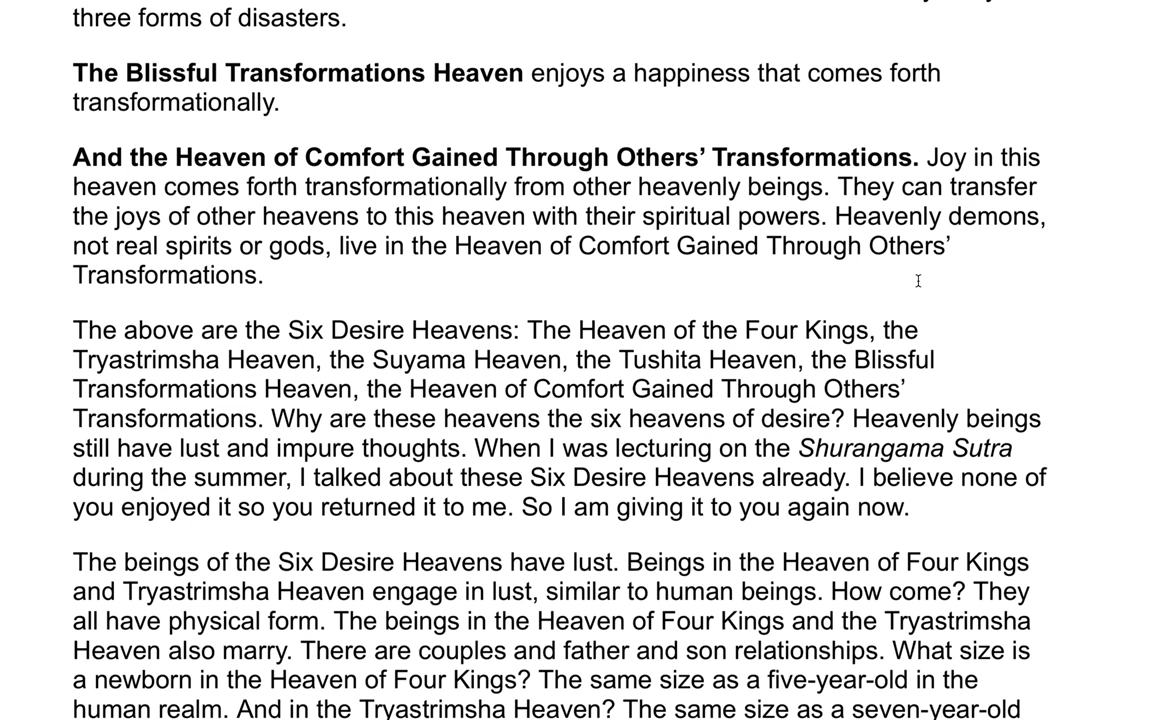 three forms of disasters.
The Blissful Transformations Heaven enjoys a happiness that comes forth
transformationally.
And the Heaven of Comfort Gained Through Others’ Transformations. Joy in this
heaven comes forth transformationally from other heavenly beings. They can transfer
the joys of other heavens to this heaven with their spiritual powers. Heavenly demons,
not real spirits or gods, live in the Heaven of Comfort Gained Through Others’
Transformations.
The above are the Six Desire Heavens: The Heaven of the Four Kings, the
Tryastrimsha Heaven, the Suyama Heaven, the Tushita Heaven, the Blissful
Transformations Heaven, the Heaven of Comfort Gained Through Others’
Transformations. Why are these heavens the six heavens of desire? Heavenly beings
still have lust and impure thoughts. When I was lecturing on the Shurangama Sutra
during the summer, I talked about these Six Desire Heavens already. I believe none of
you enjoyed it so you returned it to me. So I am giving it to you again now.
The beings of the Six Desire Heavens have lust. Beings in the Heaven of Four Kings
and Tryastrimsha Heaven engage in lust, similar to human beings. How come? They
all have physical form. The beings in the Heaven of Four Kings and the Tryastrimsha
Heaven also marry. There are couples and father and son relationships. What size is
a newborn in the Heaven of Four Kings? The same size as a five-year-old in the
human realm. And in the Tryastrimsha Heaven? The same size as a seven-year-old